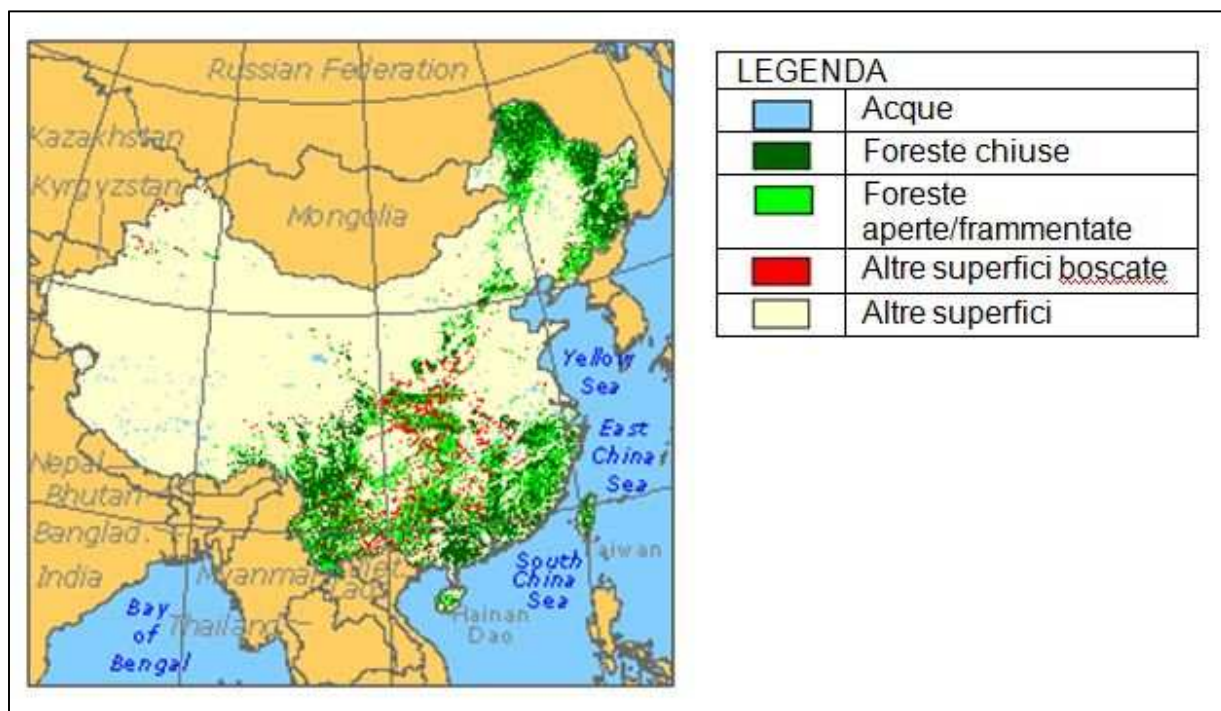 Russian Federation
Kazakhstan
Kyrgyzstan
Mongolia
Yellow
Sea
East
China
Sea
Nepal
Bhutan
Banglad.
India
Myanmar
Taiwan
South
China
Sea
Hainan
Dao
Thailand
Bay
of
Bengal
LEGENDA
Acque
Foreste chiuse
Foreste
aperte/frammentate
Altre superfici boscate
Altre superfici